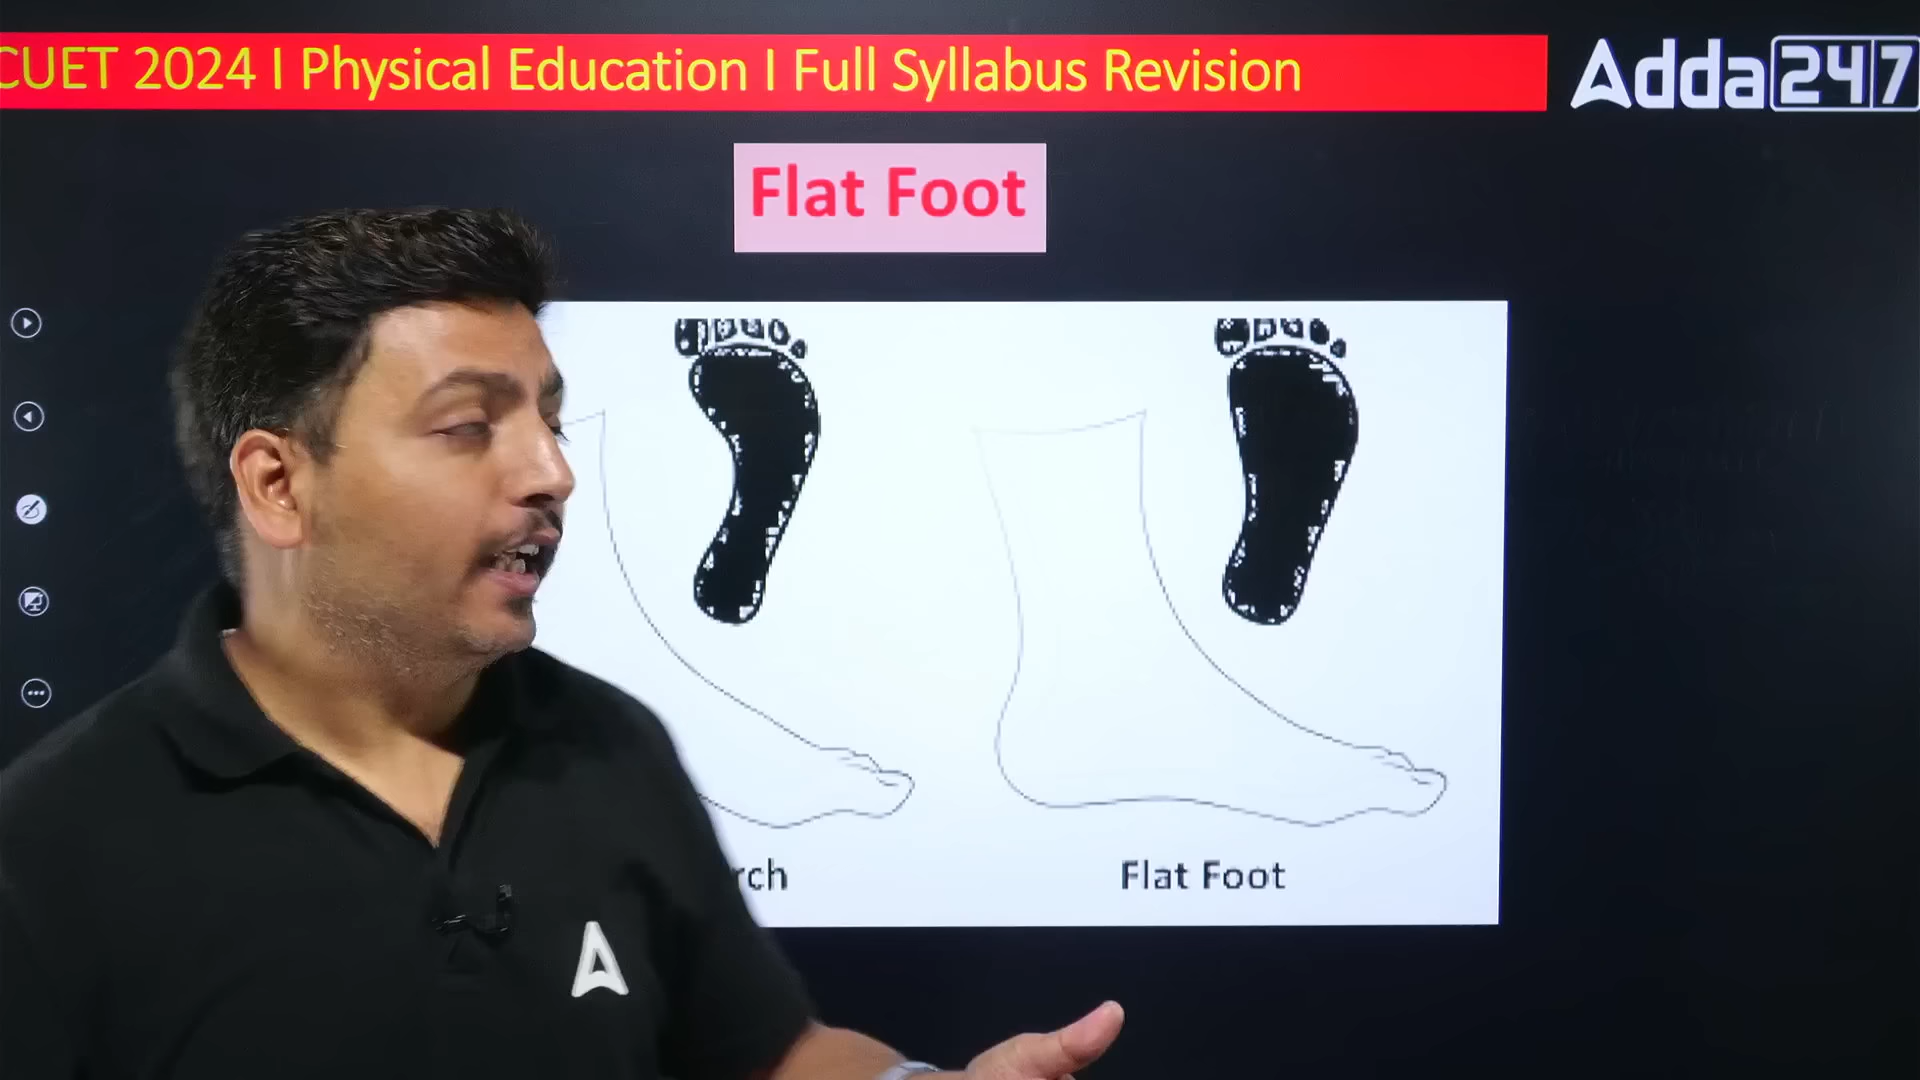 CUET 2024 I Physical Education I Full Syllabus Revision
Adda247
Flat Foot
rch
Flat Foot